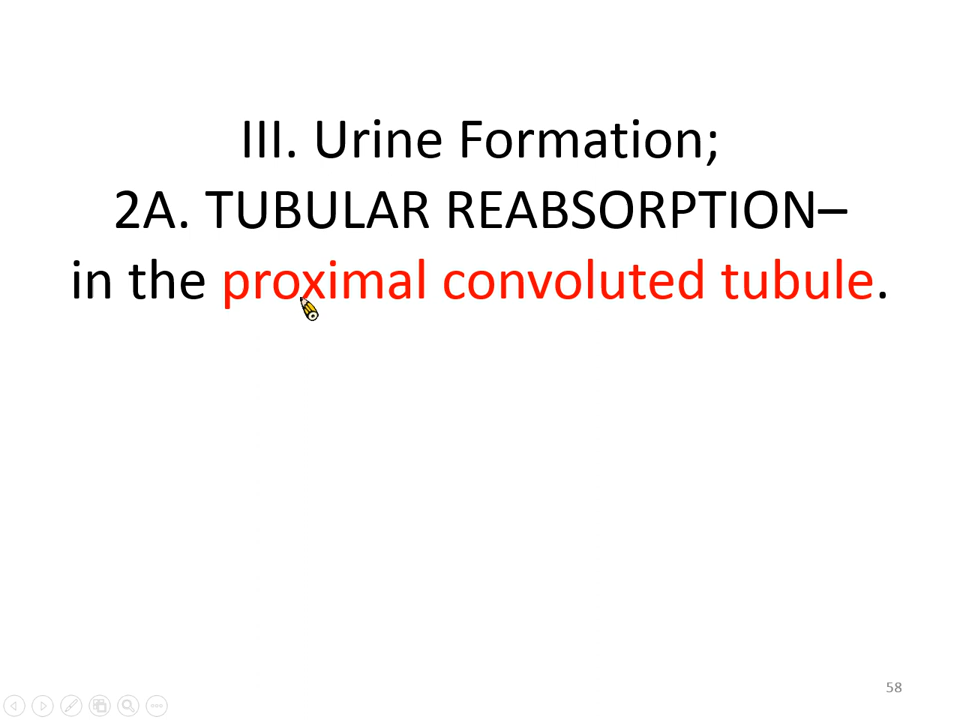 III. Urine Formation;
2A. TUBULAR REABSORPTION–
in the proximal convoluted tubule.
58